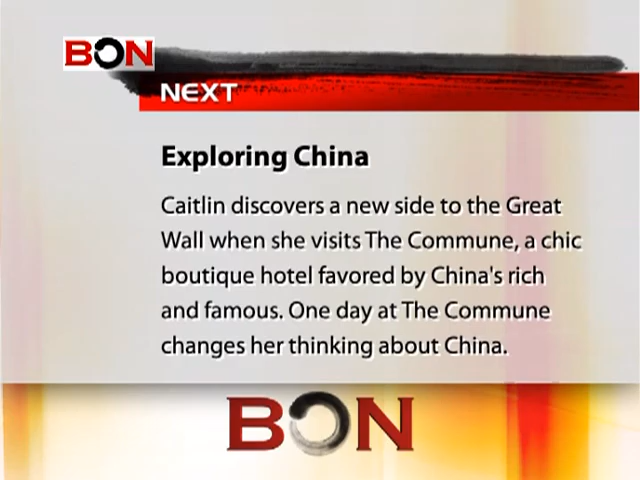 BON
NEXT
Exploring China
Caitlin discovers a new side to the Great
Wall when she visits The Commune, a chic
boutique hotel favored by China's rich
and famous. One day at The Commune
changes her thinking about China.
BON